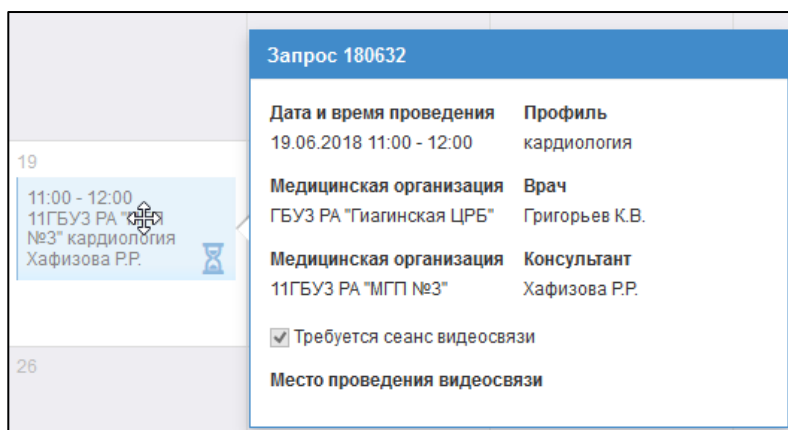 19
11:00 - 12:00
11ГБУЗ РА "
№3" кардиология
Хафизова Р.Р.
26
Запрос 180632
Дата и время проведения Профиль
19.06.2018 11:00 - 12:00 кардиология
Медицинская организация Врач
ГБУЗ РА "Гиагинская ЦРБ" Григорьев К.В.
Медицинская организация Консультант
11ГБУЗ РА "МГП №3" Хафизова Р.Р.
Требуется сеанс видеосвязи
Место проведения видеосвязи